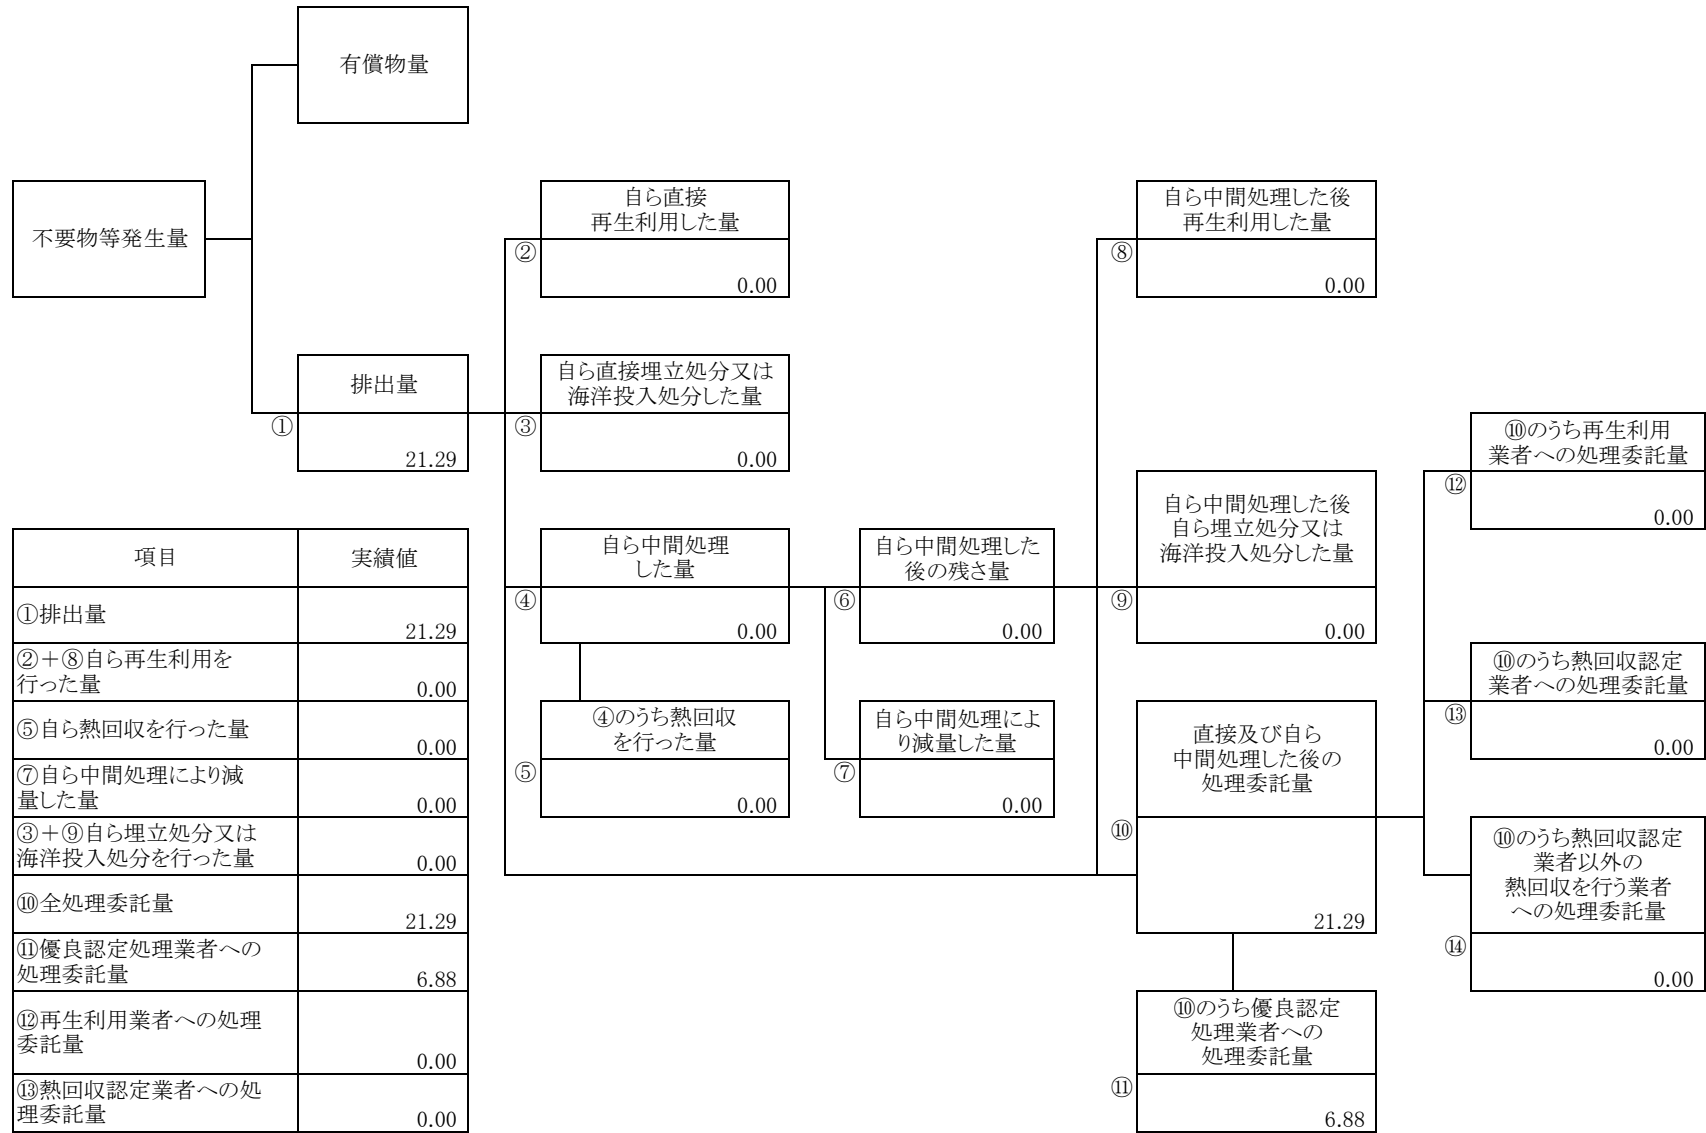 有償物量
不要物等発生量
自ら直接
再生利用した量
②
0.00
自ら中間処理した後
再生利用した量
⑧
0.00
排出量
①
21.29
自ら直接埋立処分又は
海洋投入処分した量
③
0.00
⑩のうち再生利用
業者への処理委託量
⑫
0.00
自ら中間処理
した量
④
0.00
自ら中間処理した
後の残さ量
⑥
0.00
自ら中間処理した後
自ら埋立処分又は
海洋投入処分した量
⑨
0.00
⑩のうち熱回収認定
業者への処理委託量
⑬
0.00
④のうち熱回収
を行った量
⑤
0.00
自ら中間処理によ
り減量した量
⑦
0.00
直接及び自ら
中間処理した後の
処理委託量
⑩
21.29
⑩のうち熱回収認定
業者以外の
熱回収を行う業者
への処理委託量
⑭
0.00
⑩のうち優良認定
処理業者への
処理委託量
⑪
6.88
項目 実績値
①排出量
21.29
②＋⑧自ら再生利用を
行った量
0.00
⑤自ら熱回収を行った量
0.00
⑦自ら中間処理により減
量した量
0.00
③＋⑨自ら埋立処分又は
海洋投入処分を行った量
0.00
⑩全処理委託量
21.29
⑪優良認定処理業者への
処理委託量
6.88
⑫再生利用業者への処理
委託量
0.00
⑬熱回収認定業者への処
理委託量
0.00